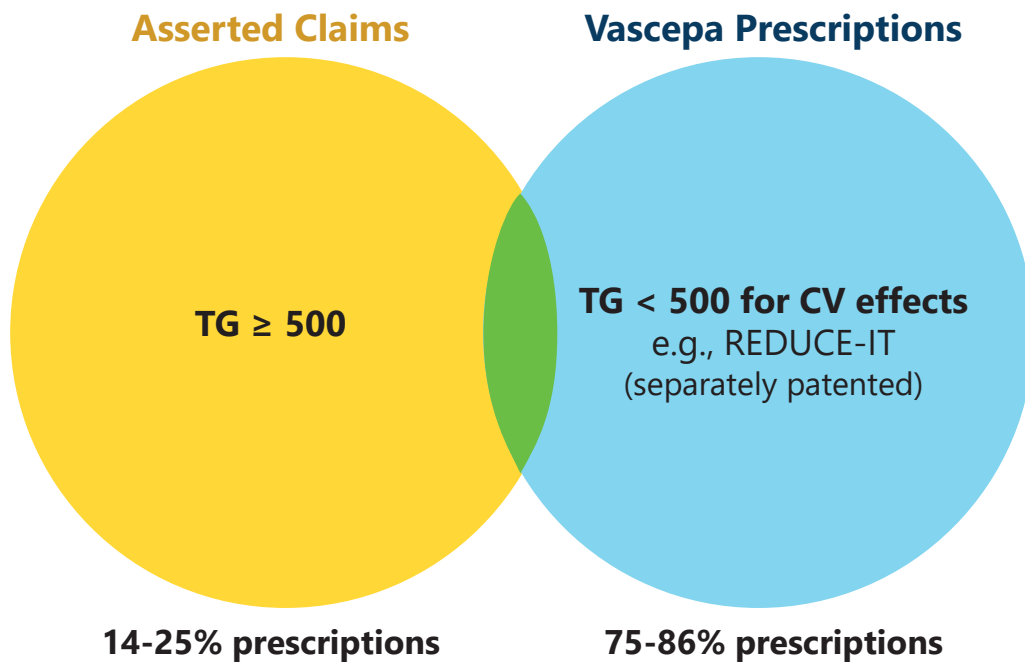 Asserted Claims
Vascepa Prescriptions
TG ≥ 500
TG < 500 for CV effects
e.g., REDUCE-IT
(separately patented)
14-25% prescriptions
75-86% prescriptions